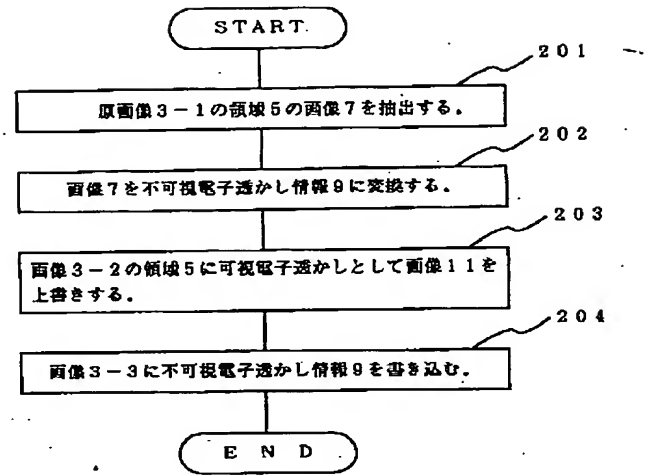 START
201
原画像3-1の領域5の画像7を抽出する。
202
画像7を不可視電子透かし情報9に変換する。
203
画像3-2の領域5に可視電子透かしとして画像11を
上書きする。
204
画像3-3に不可視電子透かし情報9を書き込む。
END